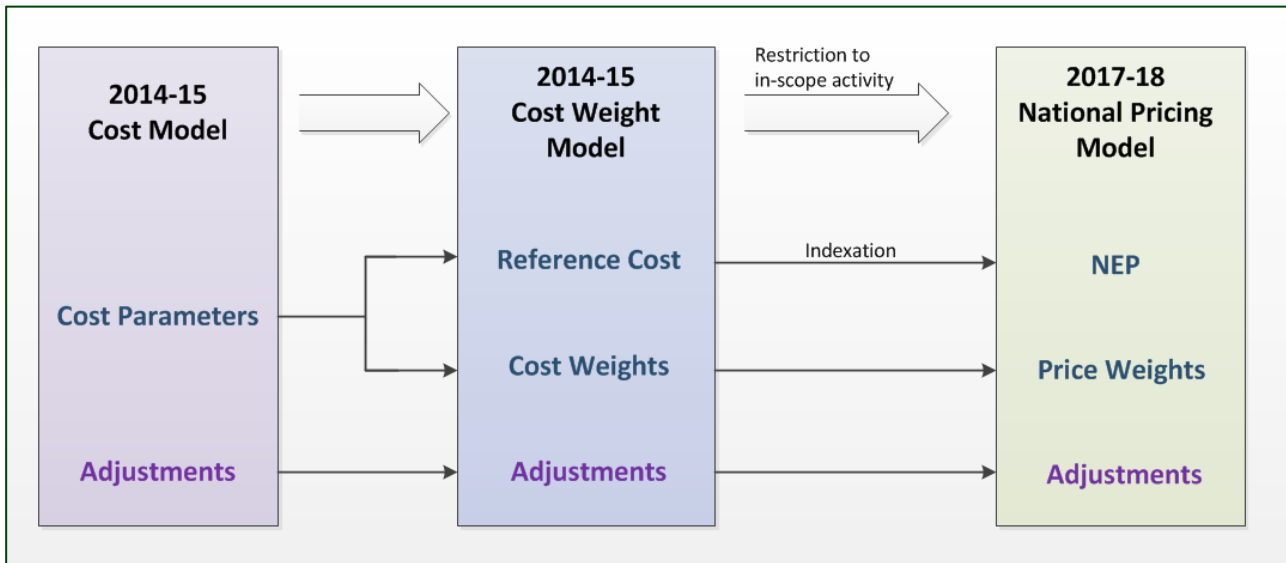 2014-15
Cost Model
2014-15
Cost Weight
Model
Restriction to
in-scope activity
2017-18
National Pricing
Model
Cost Parameters
Reference Cost
Indexation
NEP
Cost Weights
Price Weights
Adjustments
Adjustments
Adjustments